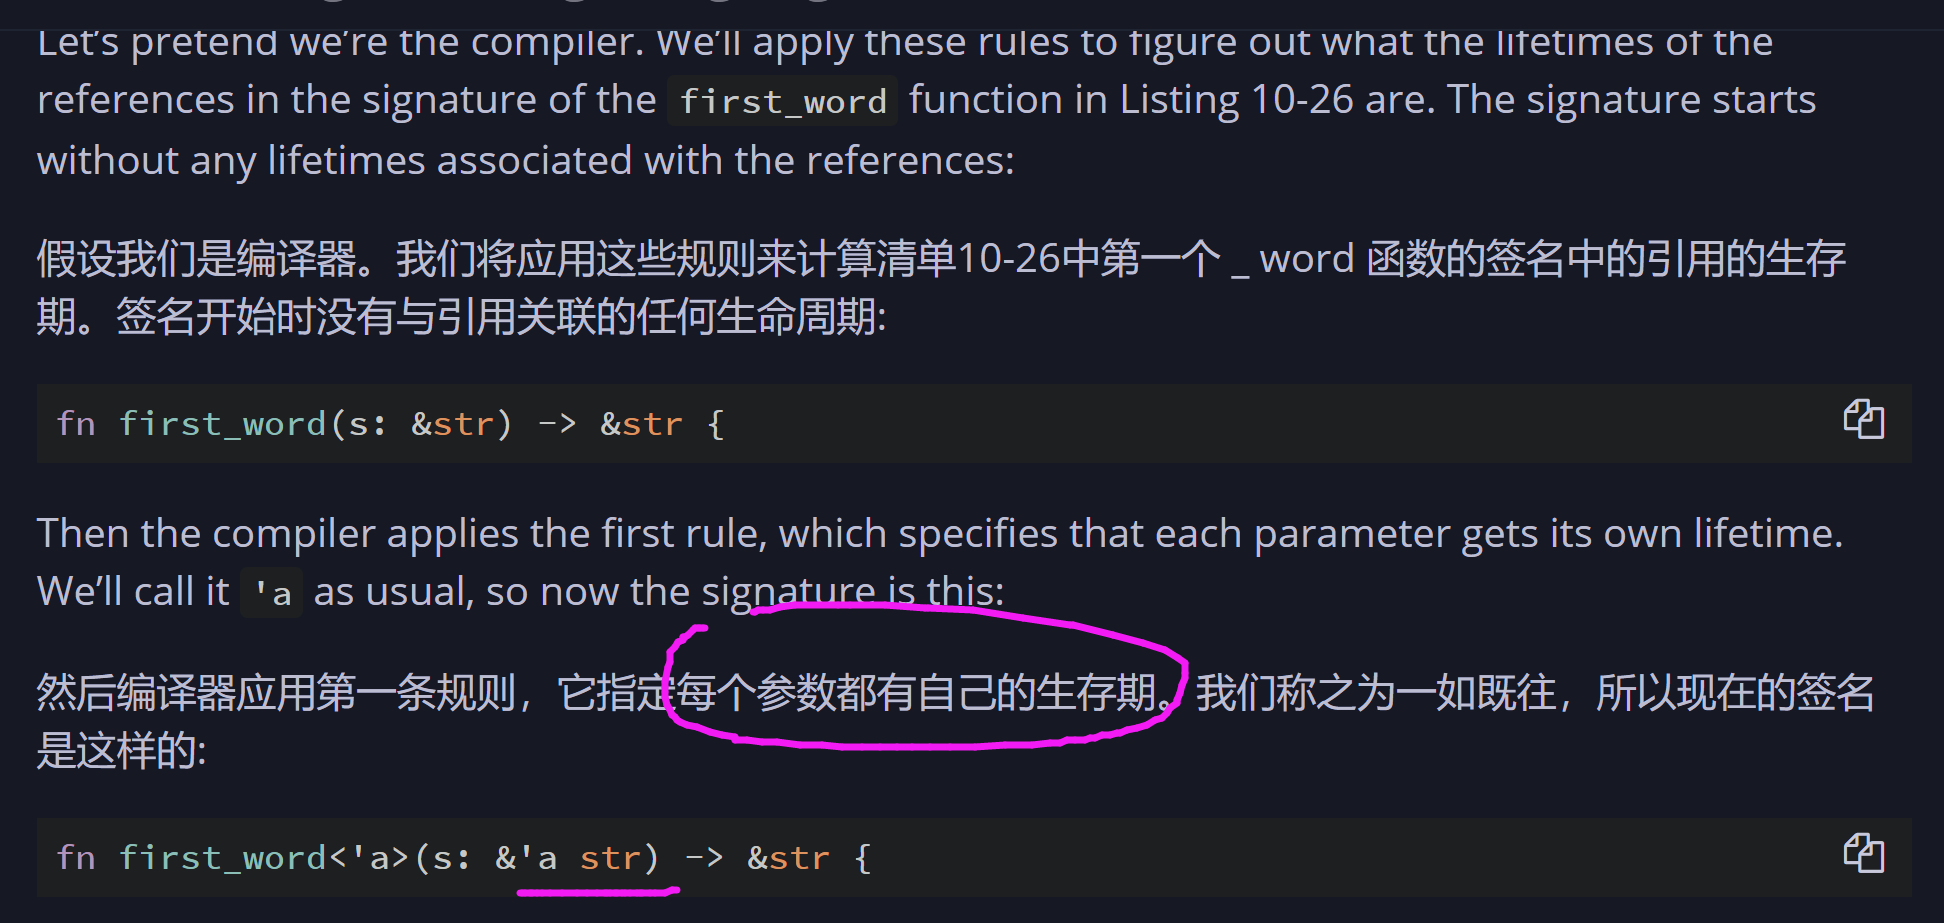 Let’s pretend we’re the compiler. We’ll apply these rules to figure out what the lifetimes of the
references in the signature of the first_word function in Listing 10-26 are. The signature starts
without any lifetimes associated with the references:
假设我们是编译器。我们将应用这些规则来计算清单10-26中第一个 _ word 函数的签名中的引用的生存
期。签名开始时没有与引用关联的任何生命周期:
fn first_word(s: &str) -> &str {
Then the compiler applies the first rule, which specifies that each parameter gets its own lifetime.
We’ll call it 'a as usual, so now the signature is this:
然后编译器应用第一条规则，它指定每个参数都有自己的生存期。我们称之为一如既往，所以现在的签名
是这样的:
fn first_word<'a>(s: &'a str) -> &str {